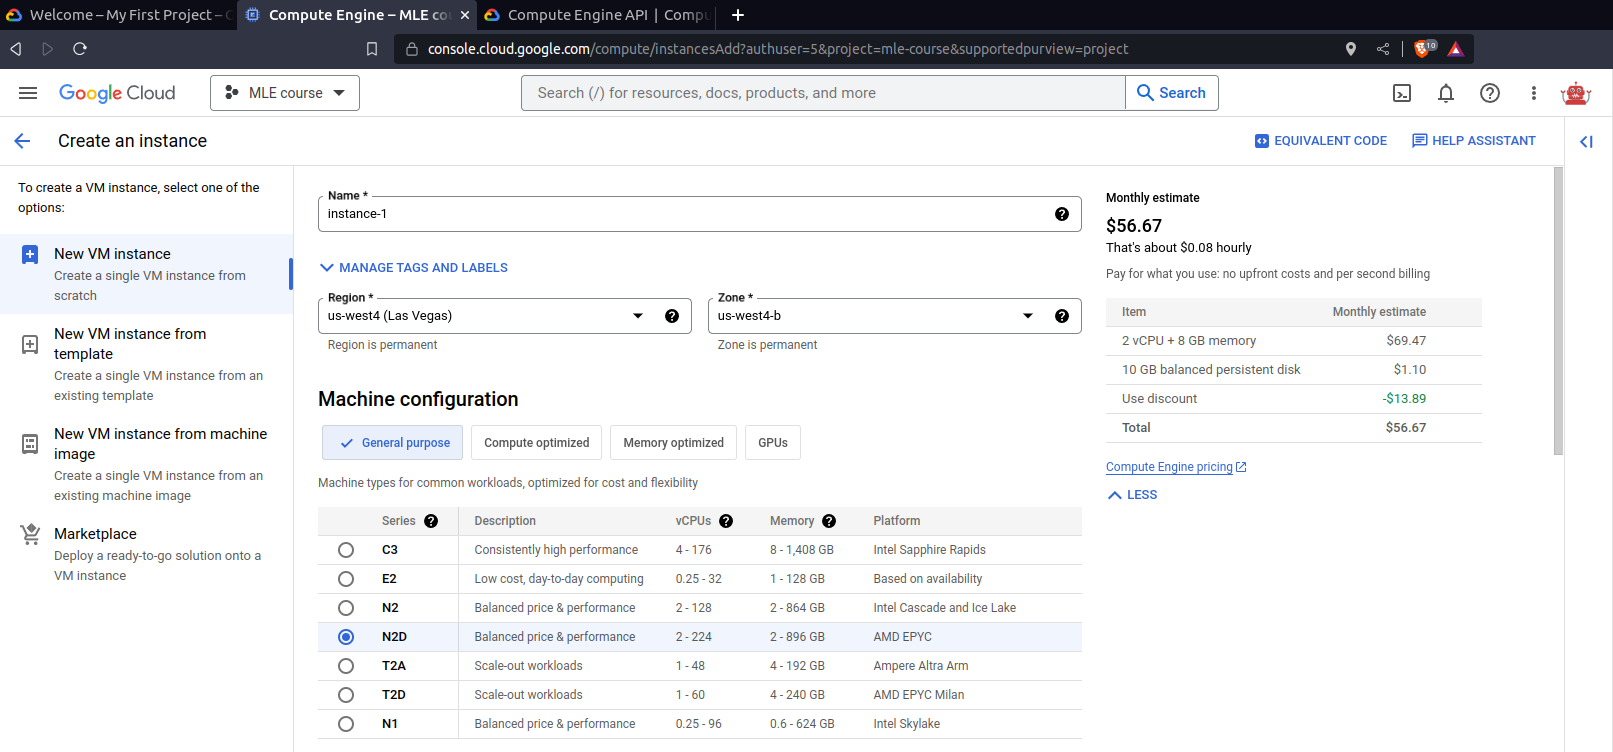 Welcome – My First Project –
Compute Engine – MLE co
Compute Engine API | Compu
console.cloud.google.com/compute/instancesAdd?authuser=5&project=mle-course&supportedpurview=project
10
Google Cloud
MLE course
Search (/) for resources, docs, products, and more
Search
Create an instance
EQUIVALENT CODE
HELP ASSISTANT
To create a VM instance, select one of the
options:
New VM instance
Create a single VM instance from
scratch
New VM instance from
template
Create a single VM instance from an
existing template
New VM instance from machine
image
Create a single VM instance from an
existing machine image
Marketplace
Deploy a ready-to-go solution onto a
VM instance
Name *
instance-1
MANAGE TAGS AND LABELS
Region *
us-west4 (Las Vegas)
Region is permanent
Zone *
us-west4-b
Zone is permanent
Machine configuration
General purpose
Compute optimized
Memory optimized
GPUs
Machine types for common workloads, optimized for cost and flexibility
Series Description vCPUs Memory Platform
C3 Consistently high performance 4 - 176 8 - 1,408 GB Intel Sapphire Rapids
E2 Low cost, day-to-day computing 0.25 - 32 1 - 128 GB Based on availability
N2 Balanced price & performance 2 - 128 2 - 864 GB Intel Cascade and Ice Lake
N2D Balanced price & performance 2 - 224 2 - 896 GB AMD EPYC
T2A Scale-out workloads 1 - 48 4 - 192 GB Ampere Altra Arm
T2D Scale-out workloads 1 - 60 4 - 240 GB AMD EPYC Milan
N1 Balanced price & performance 0.25 - 96 0.6 - 624 GB Intel Skylake
Monthly estimate
$56.67
That's about $0.08 hourly
Pay for what you use: no upfront costs and per second billing
Item Monthly estimate
2 vCPU + 8 GB memory $69.47
10 GB balanced persistent disk $1.10
Use discount -$13.89
Total $56.67
Compute Engine pricing
LESS